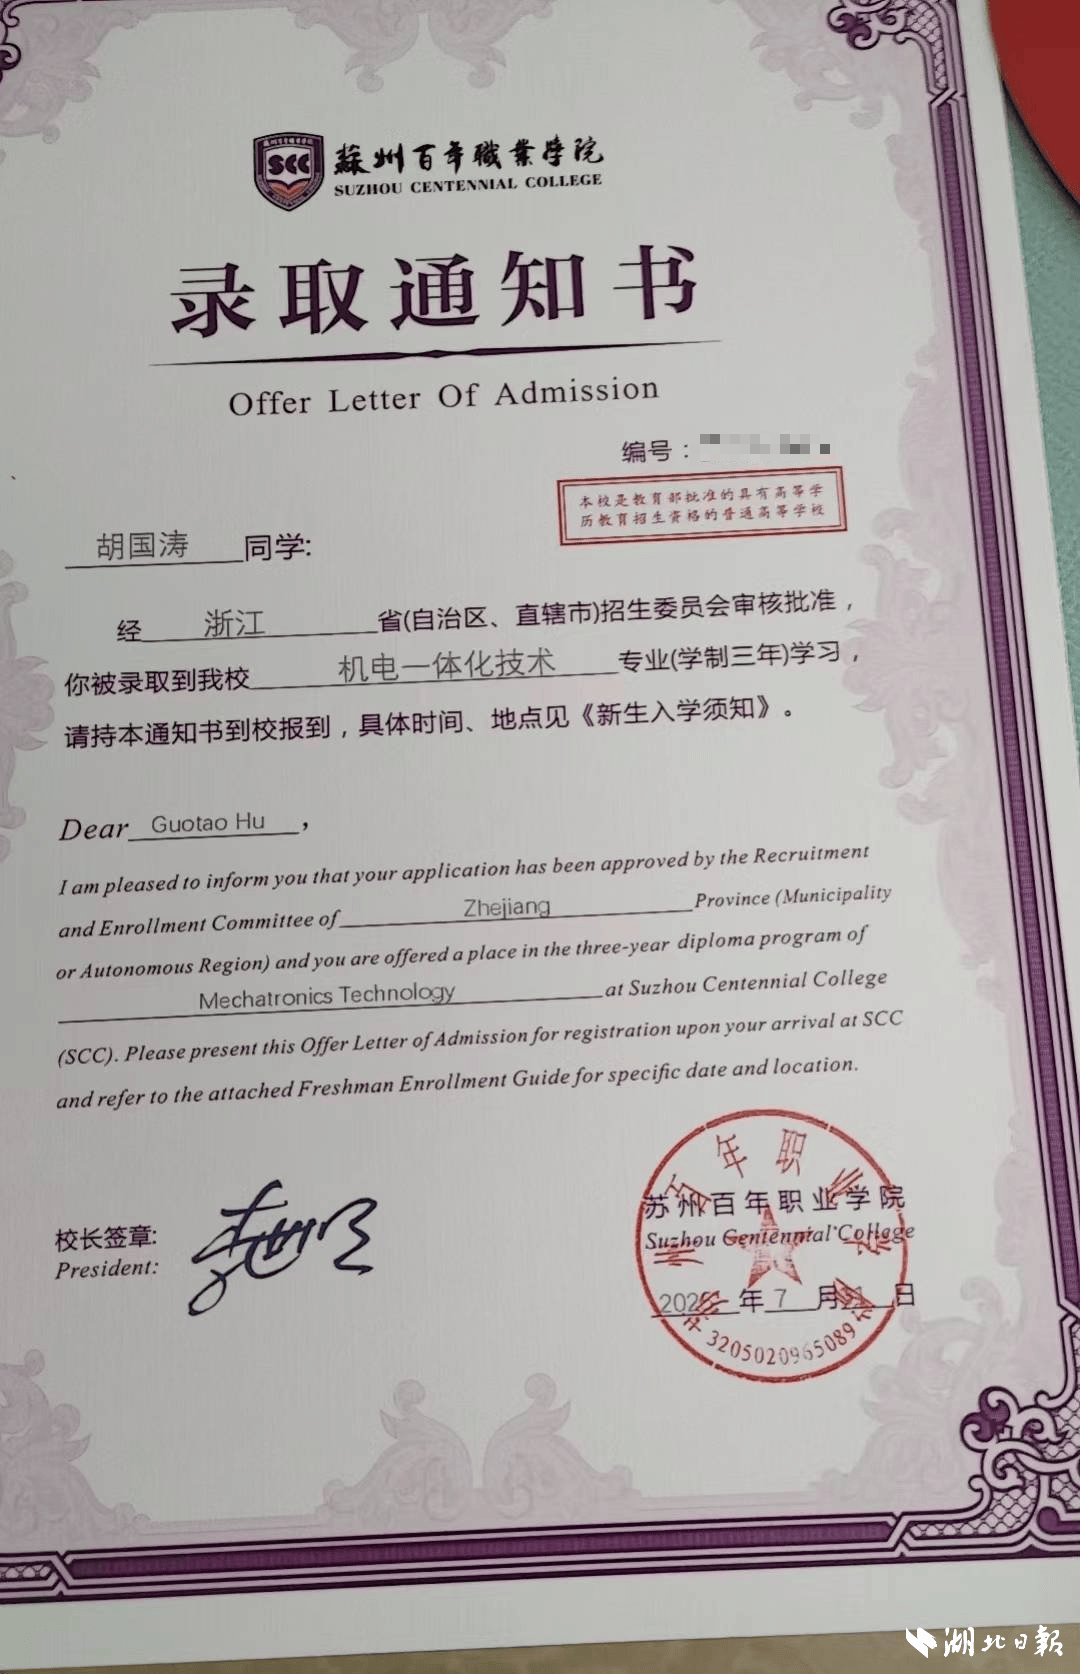 SCC
蘇州百年職業學院
SUZHOU CENTENNIAL COLLEGE
录取通知书
Offer Letter Of Admission
编号：
本校是教育部批准的具有高等学
历教育招生资格的普通高等学校
胡国涛 同学:
经 浙江 省(自治区、直辖市)招生委员会审核批准，
你被录取到我校 机电一体化技术 专业(学制三年)学习，
请持本通知书到校报到，具体时间、地点见《新生入学须知》。
Dear Guotao Hu ,
I am pleased to inform you that your application has been approved by the Recruitment
and Enrollment Committee of Zhejiang Province (Municipality
or Autonomous Region) and you are offered a place in the three-year diploma program of
Mechatronics Technology at Suzhou Centennial College
(SCC). Please present this Offer Letter of Admission for registration upon your arrival at SCC
and refer to the attached Freshman Enrollment Guide for specific date and location.
校长签章:
President:
苏州百年职业学院
Suzhou Centennial College
年 7 月 日
3205020965089
湖北日報